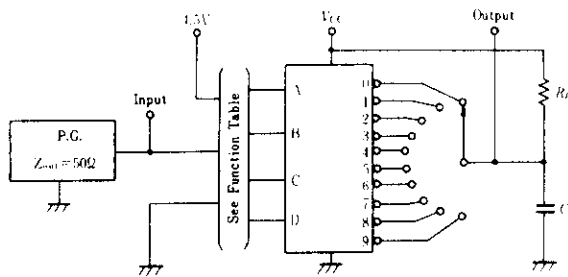 4.5V
VCC
Output
Input
P.G.
Zout=50Ω
See Function Table
A
B
C
D
0
1
2
3
4
5
6
7
8
9